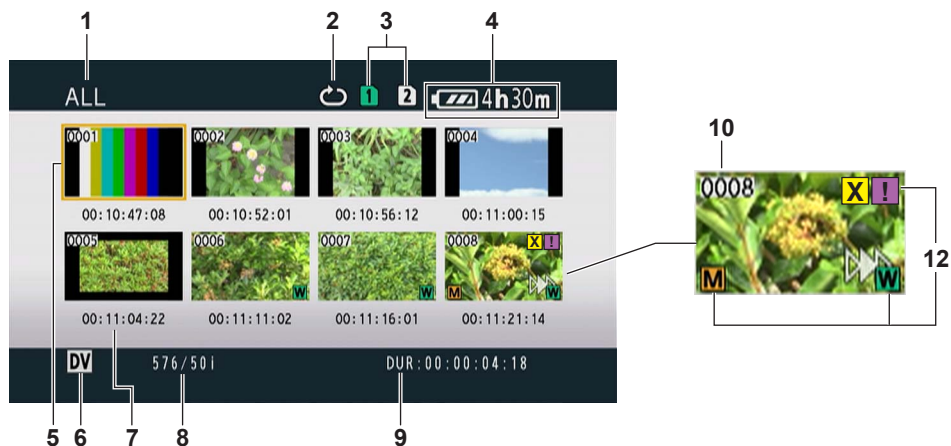 1 2 3 4
ALL 1 2 4h30m
0001 0002 0003 0004
00:10:47:08 00:10:52:01 00:10:56:12 00:11:00:15
0005 0006 W 0007 W 0008 X ! M W
00:11:04:22 00:11:11:02 00:11:16:01 00:11:21:14
DV 576/50i DUR:00:00:04:18
5 6 7 8 9
10
0008 X !
M W
12